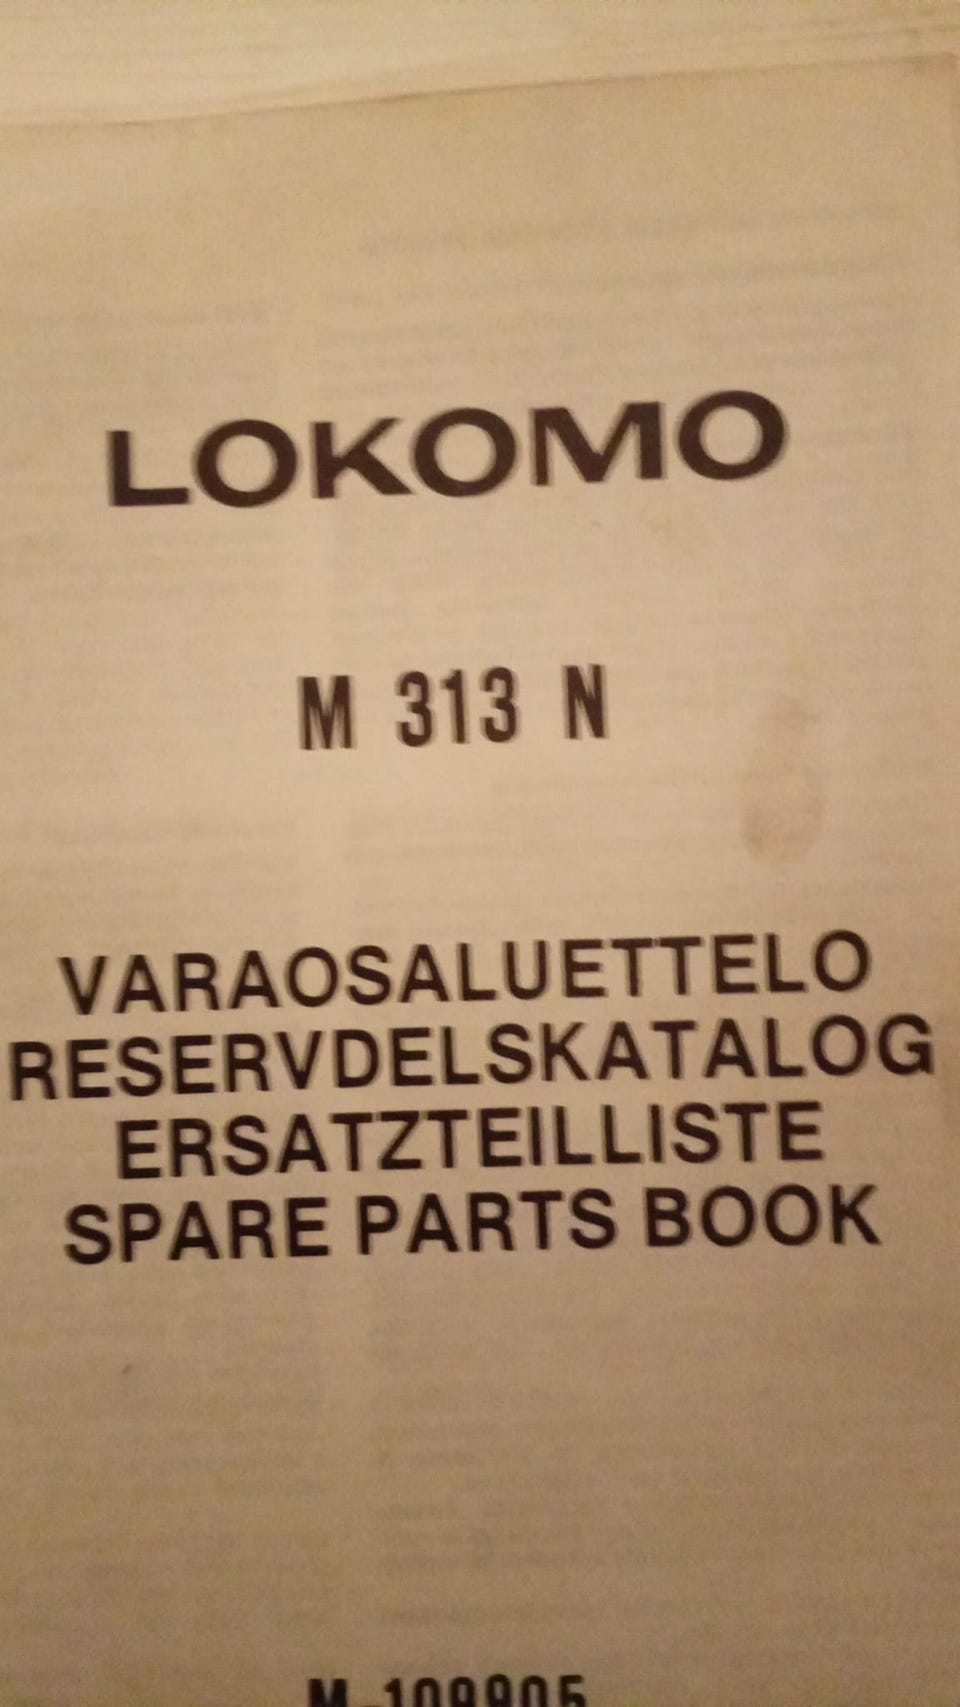 LOKOMO
M 313 N
VARAOSALUETTELO
RESERVDELSKATALOG
ERSATZTEILLISTE
SPARE PARTS BOOK